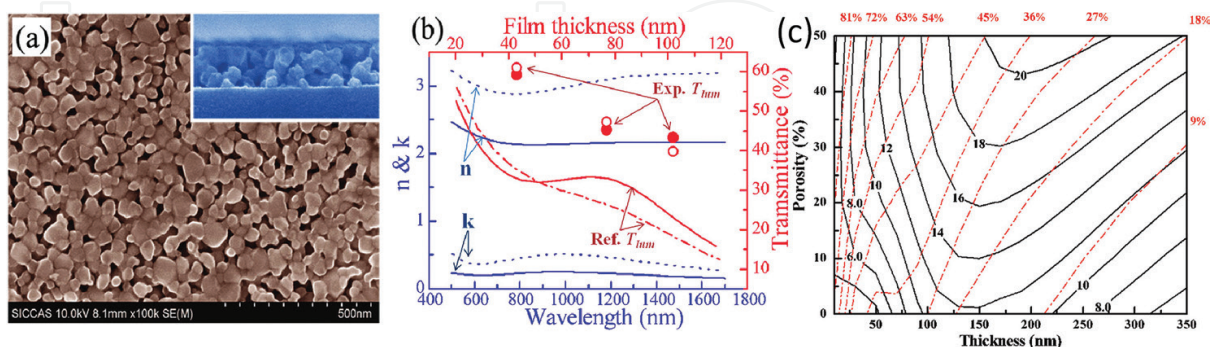 (a)
SICCAS 10.0kV 8.1mm x100k SE(M)
500nm
(b)
Film thickness (nm)
20 40 60 80 100 120
n & k
3
2
1
0
Exp. Tlum
n
k
Ref. Tlum
60
50
40
30
20
10
Transmittance (%)
400 600 800 1000 1200 1400 1600 1800
Wavelength (nm)
(c)
81% 72% 63% 54% 45% 36% 27% 18%
9%
Porosity (%)
50
40
30
20
10
0
20
18
16
14
12
10
8.0
6.0
10
8.0
50 100 150 200 250 300 350
Thickness (nm)